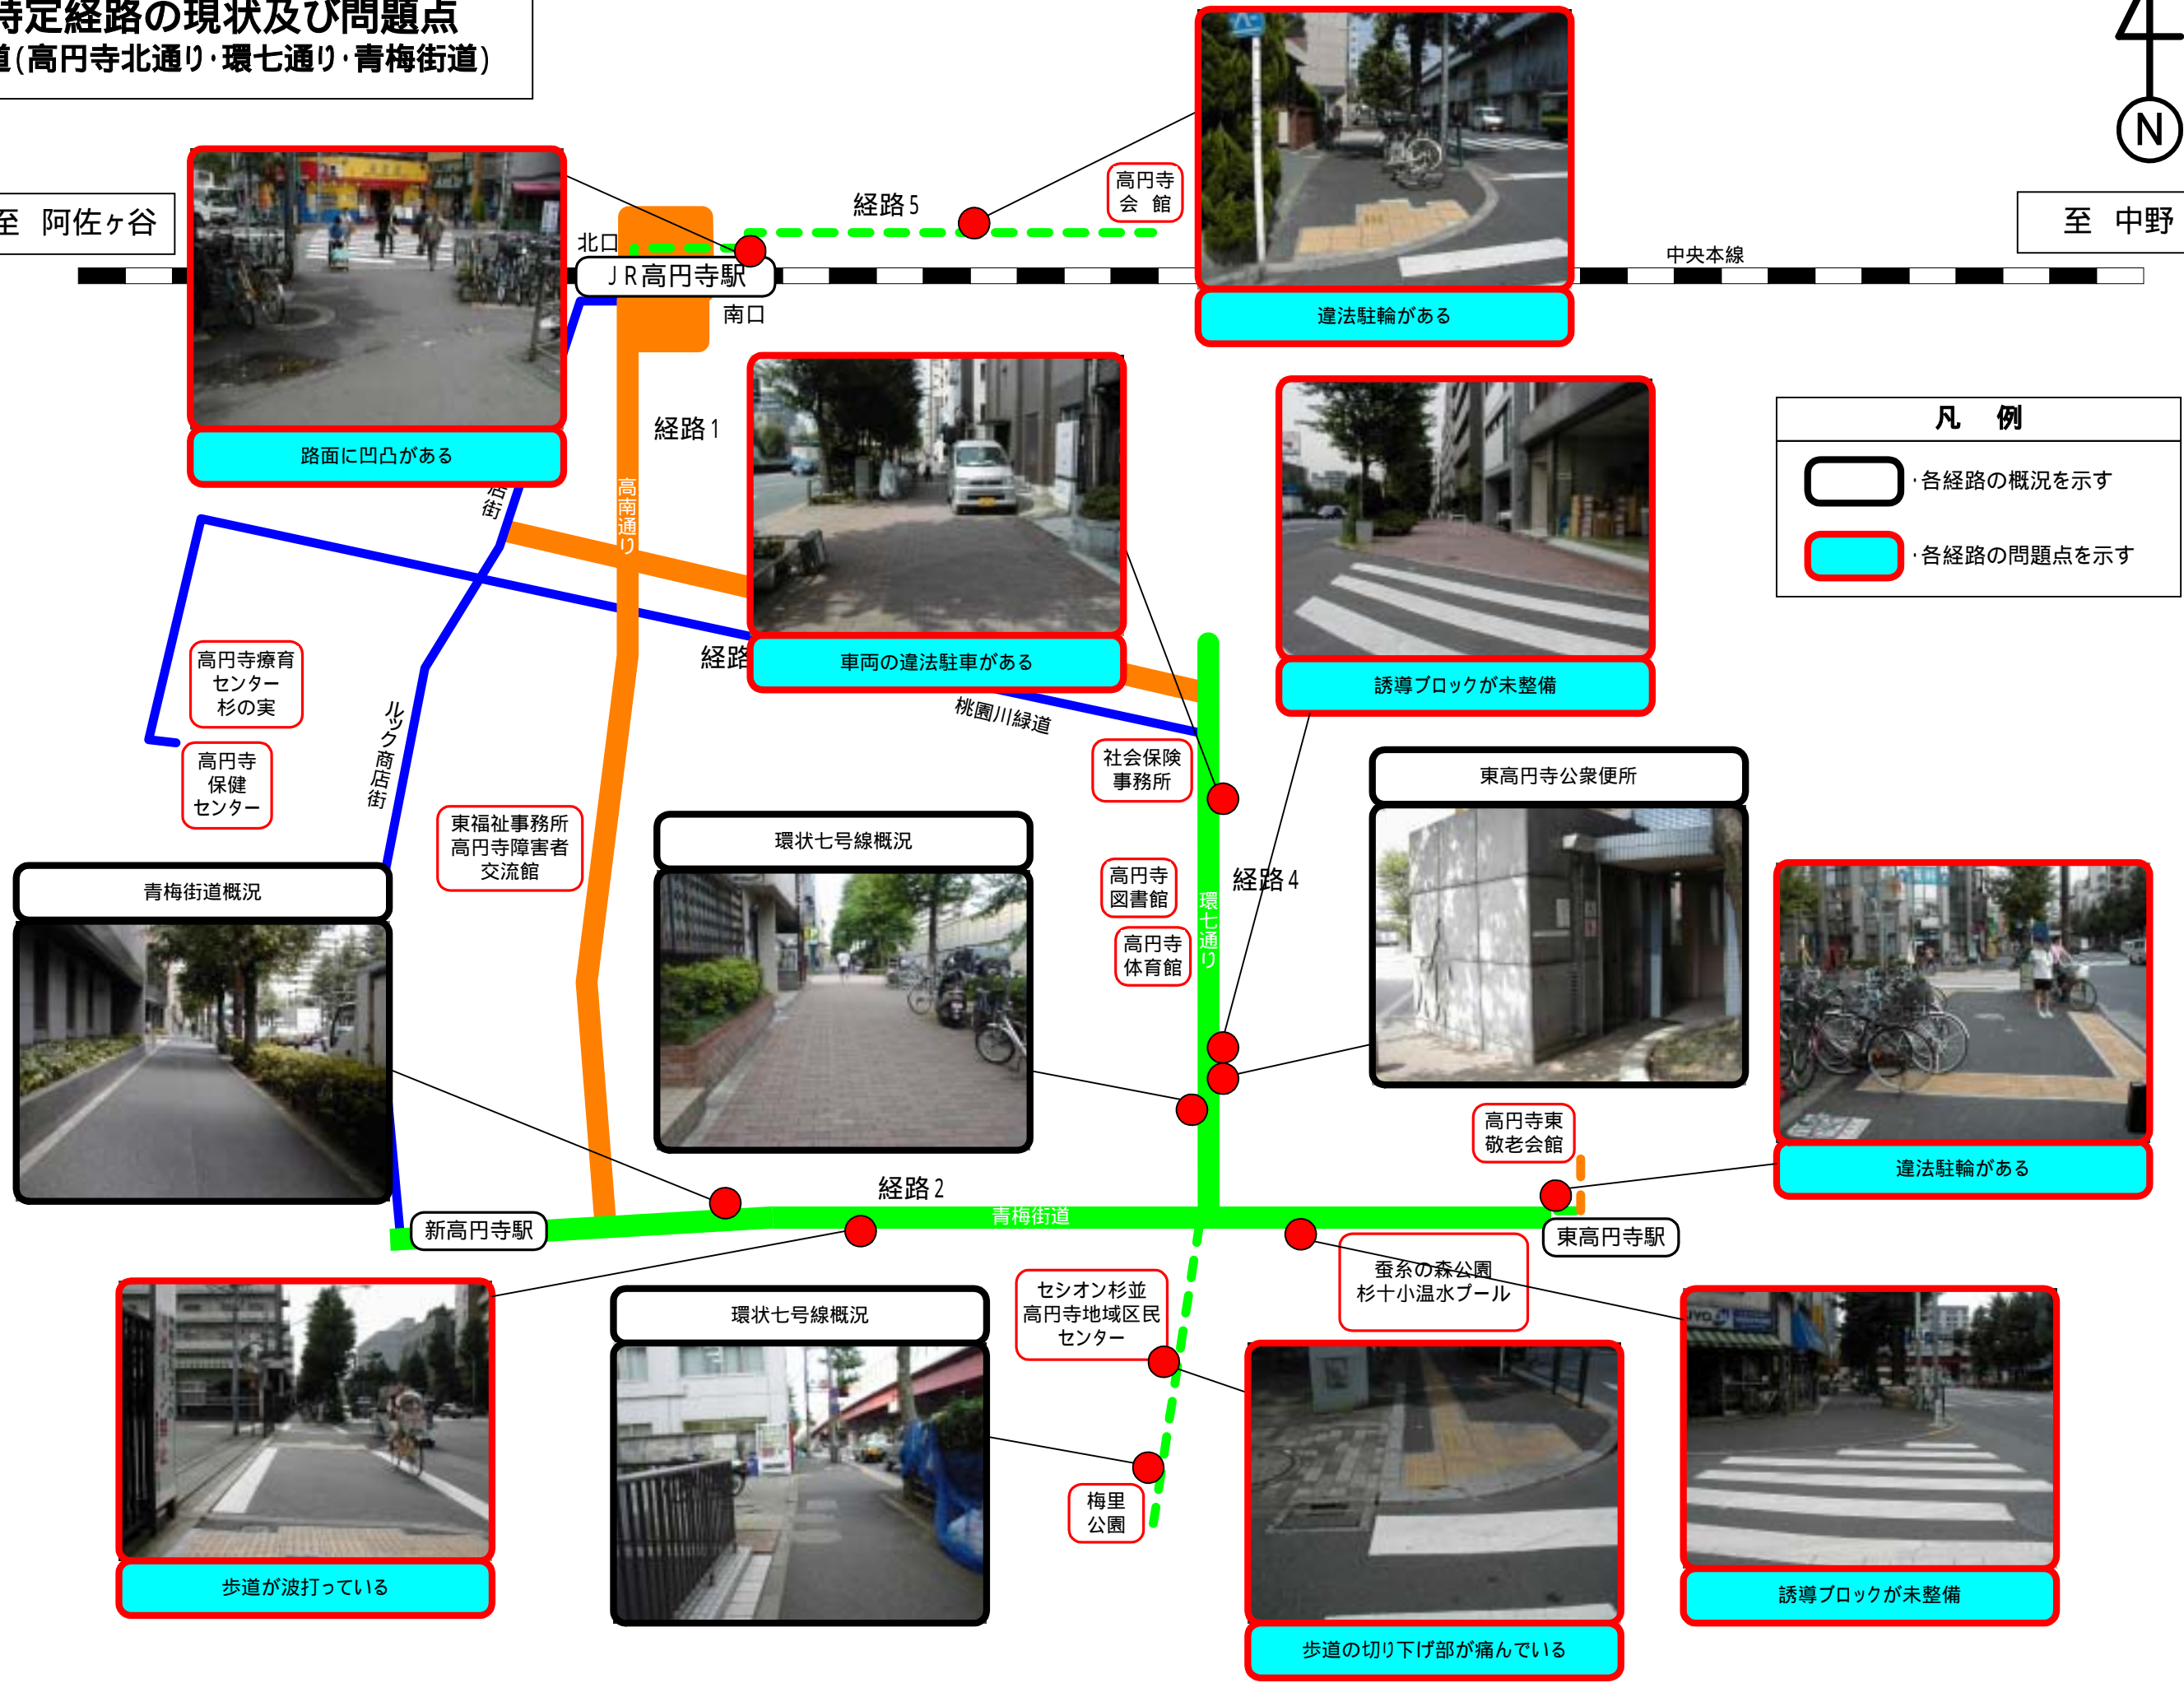 特定経路の現状及び問題点
道(高円寺北通り・環七通り・青梅街道)
N
至 阿佐ヶ谷
至 中野
高円寺
会 館
経路5
北口
JR高円寺駅
南口
中央本線
違法駐輪がある
路面に凹凸がある
経路1
高南通り
店街
凡 例
・各経路の概況を示す
・各経路の問題点を示す
経路
車両の違法駐車がある
誘導ブロックが未整備
桃園川緑道
高円寺療育
センター
杉の実
高円寺
保健
センター
ルック商店街
社会保険
事務所
東高円寺公衆便所
東福祉事務所
高円寺障害者
交流館
環状七号線概況
高円寺
図書館
経路4
環七通り
高円寺
体育館
青梅街道概況
高円寺東
敬老会館
違法駐輪がある
経路2
青梅街道
新高円寺駅
東高円寺駅
蚕糸の森公園
杉十小温水プール
セシオン杉並
高円寺地域区民
センター
環状七号線概況
梅里
公園
歩道が波打っている
誘導ブロックが未整備
歩道の切り下げ部が痛んでいる